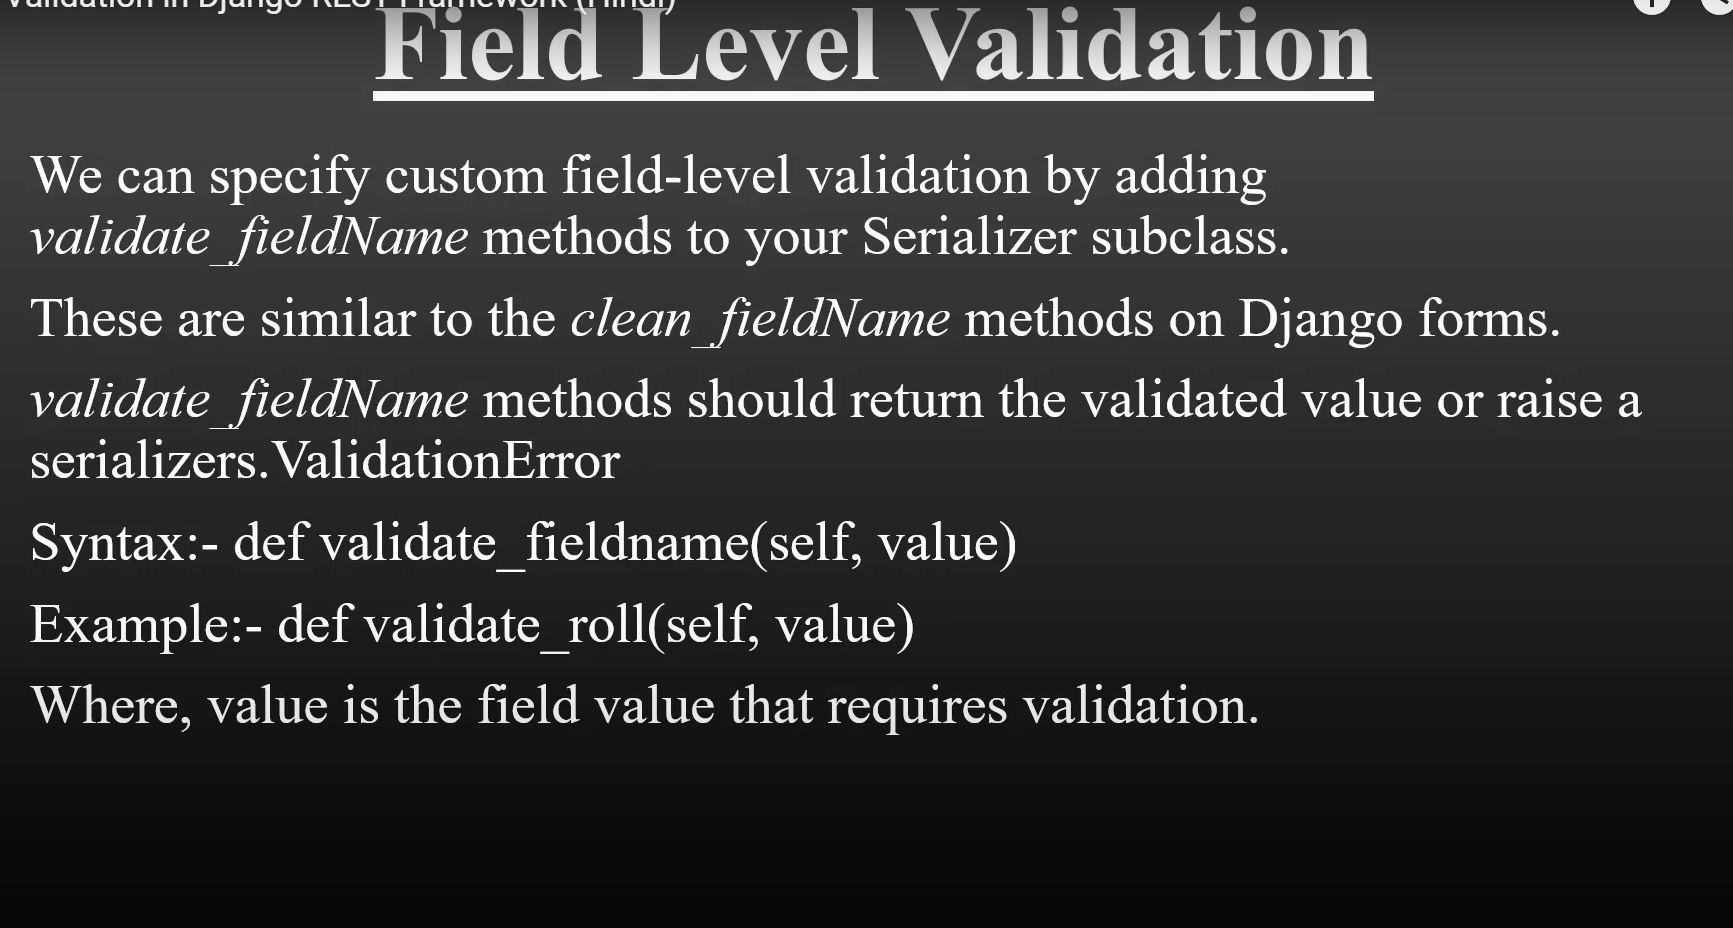 Validation in Django REST Framework (Hindi)
Field Level Validation
We can specify custom field-level validation by adding
validate_fieldName methods to your Serializer subclass.
These are similar to the clean_fieldName methods on Django forms.
validate_fieldName methods should return the validated value or raise a
serializers.ValidationError
Syntax:- def validate_fieldname(self, value)
Example:- def validate_roll(self, value)
Where, value is the field value that requires validation.